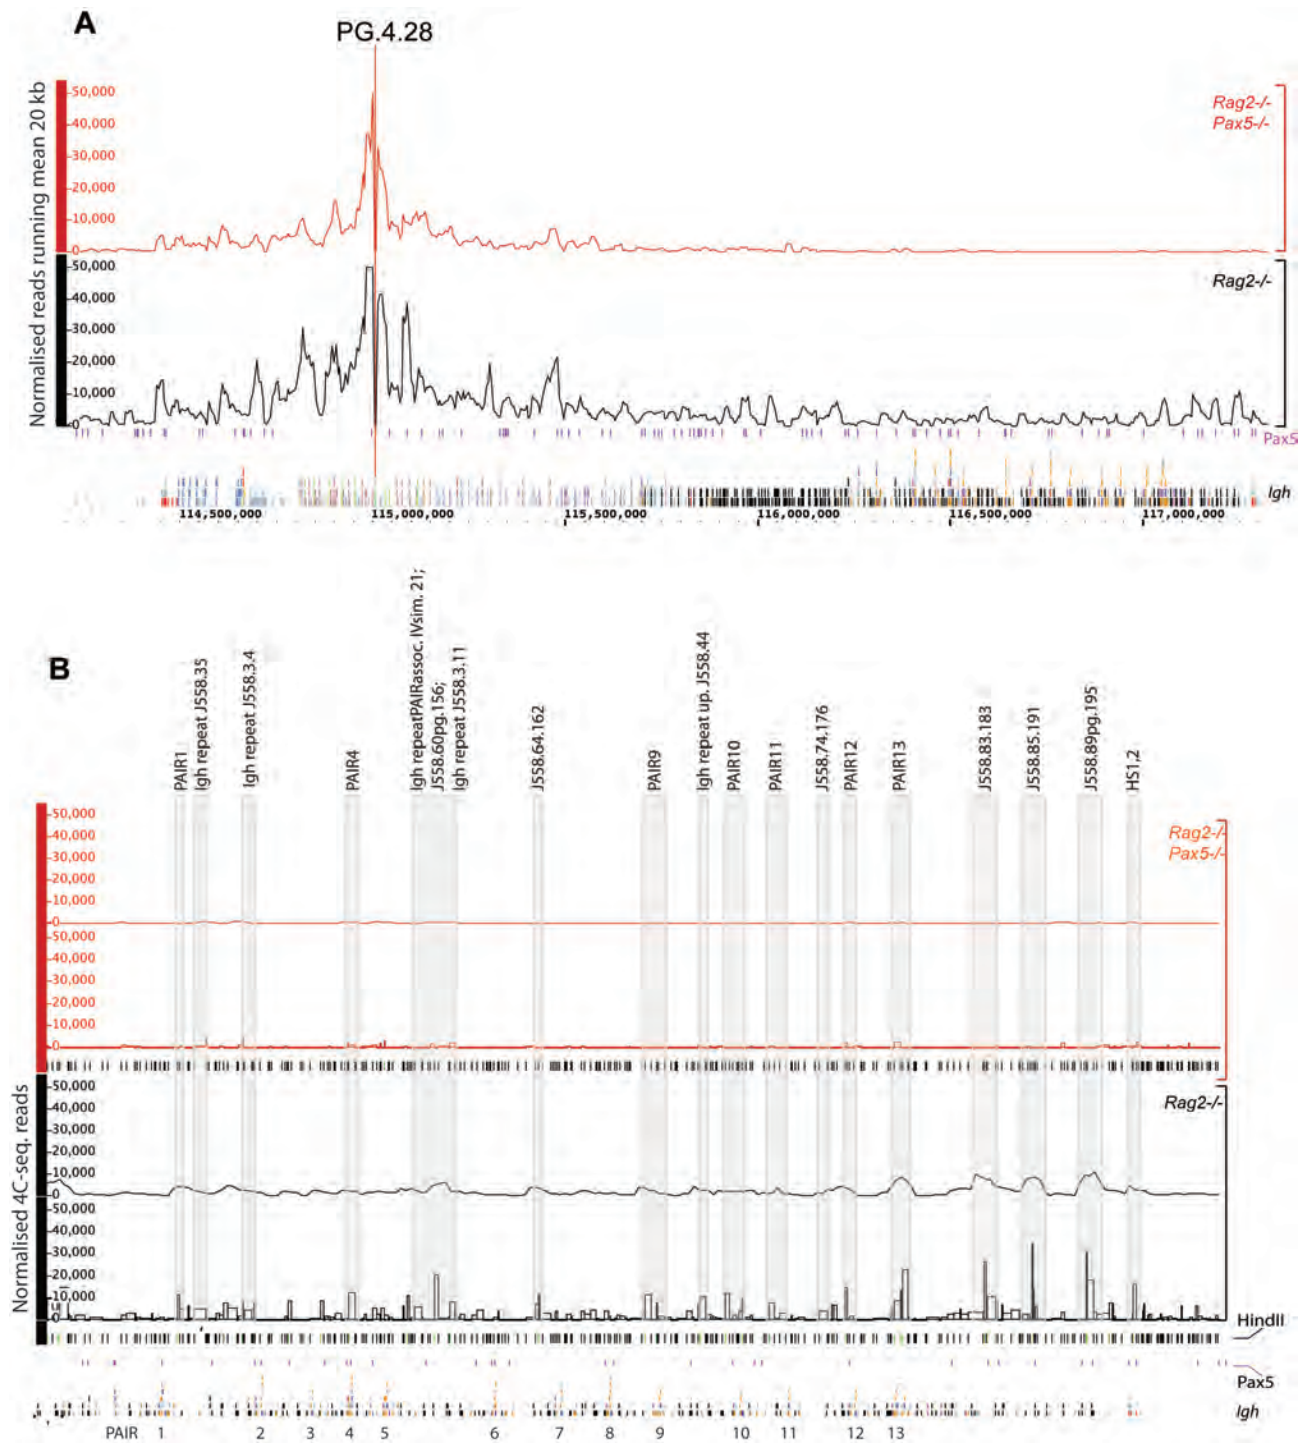 A
PG.4.28
Normalised reads running mean 20 kb
50,000
40,000
30,000
20,000
10,000
0
Rag2-/-
Pax5-/-
50,000
40,000
30,000
20,000
10,000
0
Rag2-/-
Pax5
Igh
114,500,000
115,000,000
115,500,000
116,000,000
116,500,000
117,000,000
B
PAIR1
Igh repeat J558.35
Igh repeat J558.3.4
PAIR4
Igh repeatPAIRassoc. IVsim. 21;
J558.60pg.156;
Igh repeat J558.3.11
J558.64.162
PAIR9
Igh repeat up. J558.44
PAIR10
PAIR11
J558.74.176
PAIR12
PAIR13
J558.83.183
J558.85.191
J558.89pg.195
HS1,2
Normalised 4C-seq. reads
50,000
40,000
30,000
20,000
10,000
0
50,000
40,000
30,000
20,000
10,000
0
Rag2-/-
Pax5-/-
50,000
40,000
30,000
20,000
10,000
0
50,000
40,000
30,000
20,000
10,000
0
Rag2-/-
HindII
Pax5
Igh
PAIR 1 2 3 4 5 6 7 8 9 10 11 12 13